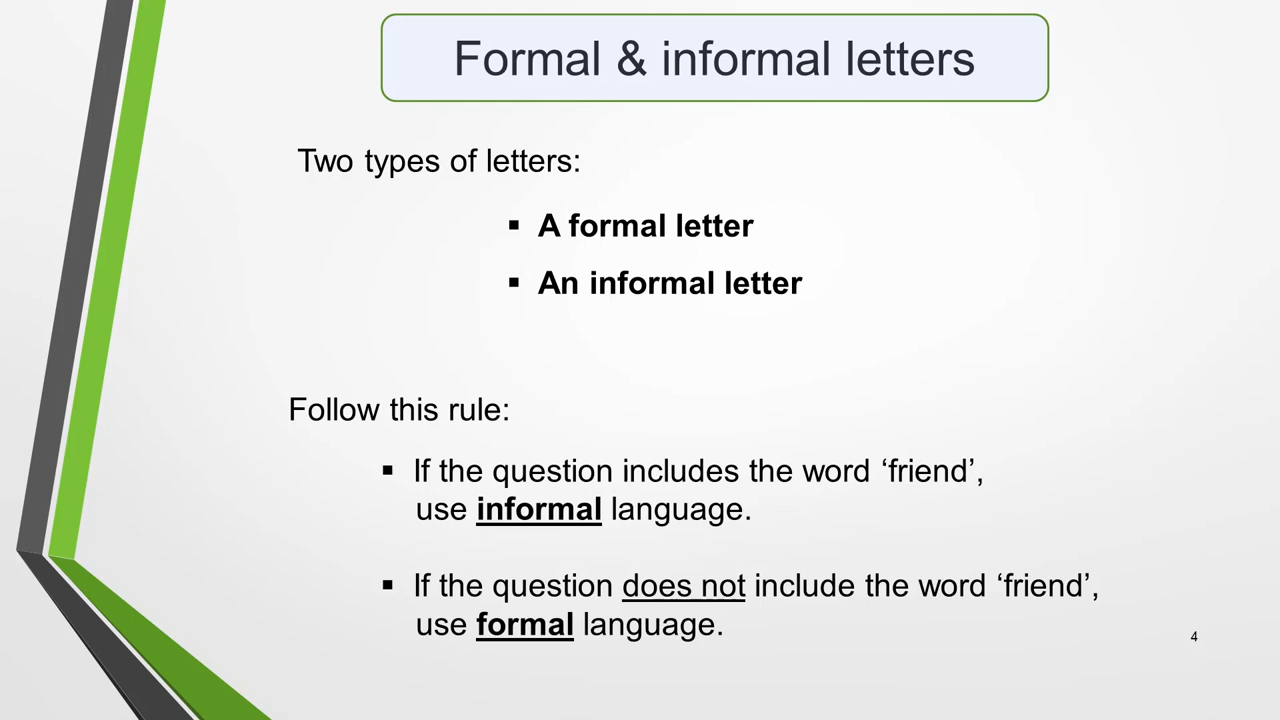 Formal & informal letters
Two types of letters:
▪ A formal letter
▪ An informal letter
Follow this rule:
▪ If the question includes the word ‘friend’,
use informal language.
▪ If the question does not include the word ‘friend’,
use formal language.
4